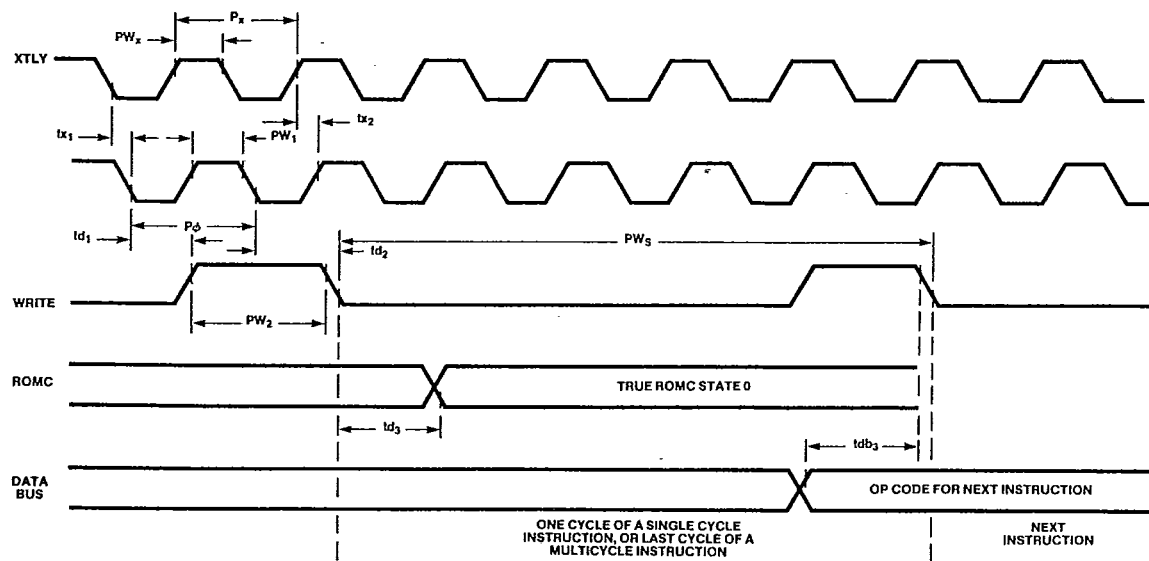 Px
PWx
XTLY
tx1
PW1
tx2
Pφ
td1
td2
PWS
WRITE
PW2
ROMC
TRUE ROMC STATE 0
td3
tdb3
DATA
BUS
OP CODE FOR NEXT INSTRUCTION
ONE CYCLE OF A SINGLE CYCLE
INSTRUCTION, OR LAST CYCLE OF A
MULTICYCLE INSTRUCTION
NEXT
INSTRUCTION